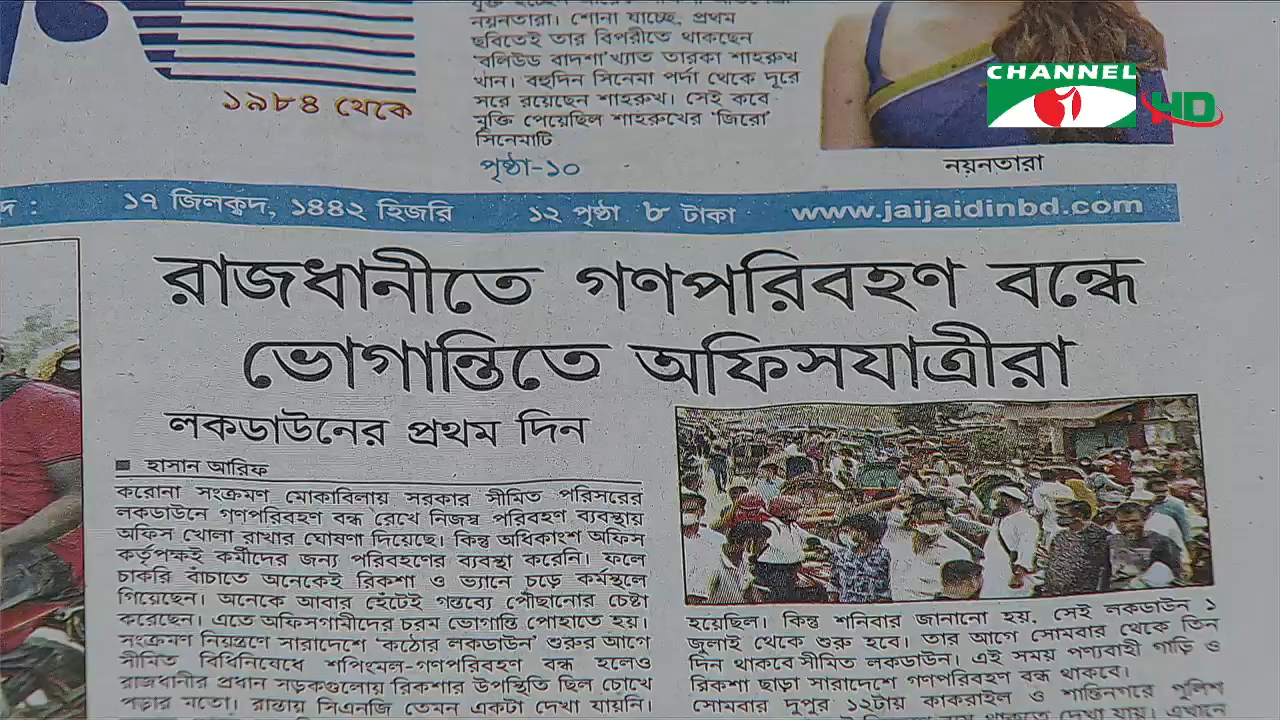 নয়নতারা। শোনা যাচ্ছে, প্রথম
ছবিতেই তার বিপরীতে থাকছেন
বলিউড বাদশা খ্যাত তারকা শাহরুখ
খান। বহুদিন সিনেমা পর্দা থেকে দূরে
সরে রয়েছেন শাহরুখ। সেই কবে
মুক্তি পেয়েছিল শাহরুখের 'জিরো'
সিনেমাটি
পৃষ্ঠা-১০
১৯৮৪ থেকে
CHANNEL
i HD
নয়নতারা
১৭ জিলকদ, ১৪৪২ হিজরি ১২ পৃষ্ঠা ৮ টাকা www.jaijaidinbd.com
রাজধানীতে গণপরিবহণ বন্ধে
ভোগান্তিতে অফিসযাত্রীরা
লকডাউনের প্রথম দিন
হাসান আরিফ
করোনা সংক্রমণ মোকাবিলায় সরকার সীমিত পরিসরের
লকডাউনে গণপরিবহণ বন্ধ রেখে নিজস্ব পরিবহণ ব্যবস্থায়
অফিস খোলা রাখার ঘোষণা দিয়েছে। কিন্তু অধিকাংশ অফিস
কর্তৃপক্ষই কর্মীদের জন্য পরিবহণের ব্যবস্থা করেনি। ফলে
চাকরি বাঁচাতে অনেকেই রিকশা ও ভ্যানে চড়ে কর্মস্থলে
গিয়েছেন। অনেকে আবার হেঁটেই গন্তব্যে পৌঁছানোর চেষ্টা
করেছেন। এতে অফিসগামীদের চরম ভোগান্তি পোহাতে হয়।
সংক্রমণ নিয়ন্ত্রণে সারাদেশে 'কঠোর লকডাউন' শুরুর আগে
সীমিত বিধিনিষেধে শপিংমল-গণপরিবহণ বন্ধ হলেও
রাজধানীর প্রধান সড়কগুলোয় রিকশার উপস্থিতি ছিল চোখে
পড়ার মতো। রাস্তায় সিএনজি তেমন একটা দেখা যায়নি।
হয়েছিল। কিন্তু শনিবার জানানো হয়, সেই লকডাউন ১
জুলাই থেকে শুরু হবে। তার আগে সোমবার থেকে তিন
দিন থাকবে সীমিত লকডাউন। এই সময় পণ্যবাহী গাড়ি ও
রিকশা ছাড়া সারাদেশে গণপরিবহণ বন্ধ থাকবে।
সোমবার দুপুর ১২টায় কাকরাইল ও শান্তিনগরে পুলিশ